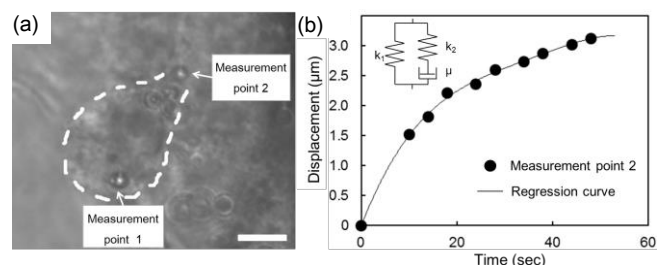 (a)
Measurement
point 2
Measurement
point 1
(b)
Displacement (μm)
3.0
2.5
2.0
1.5
1.0
0.5
0
0
20
40
60
Time (sec)
k1
k2
μ
Measurement point 2
Regression curve